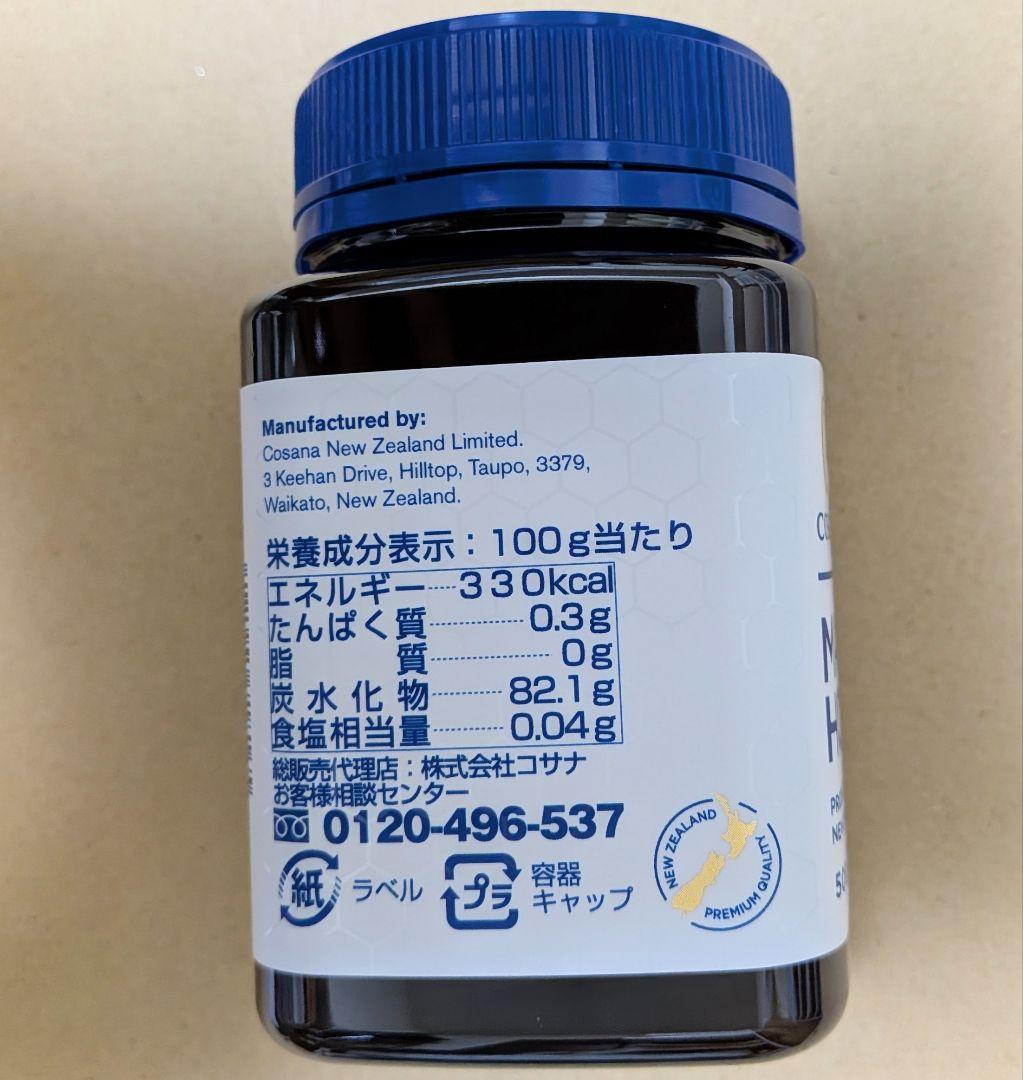 Manufactured by:
Cosana New Zealand Limited.
3 Keehan Drive, Hilltop, Taupo, 3379,
Waikato, New Zealand.
栄養成分表示：100g当たり
エネルギー……330kcal
たんぱく質……0.3g
脂質……0g
炭水化物……82.1g
食塩相当量……0.04g
総販売代理店：株式会社コサナ
お客様相談センター
0120-496-537
紙 ラベル
プラ 容器
キャップ
NEW ZEALAND
PREMIUM QUALITY